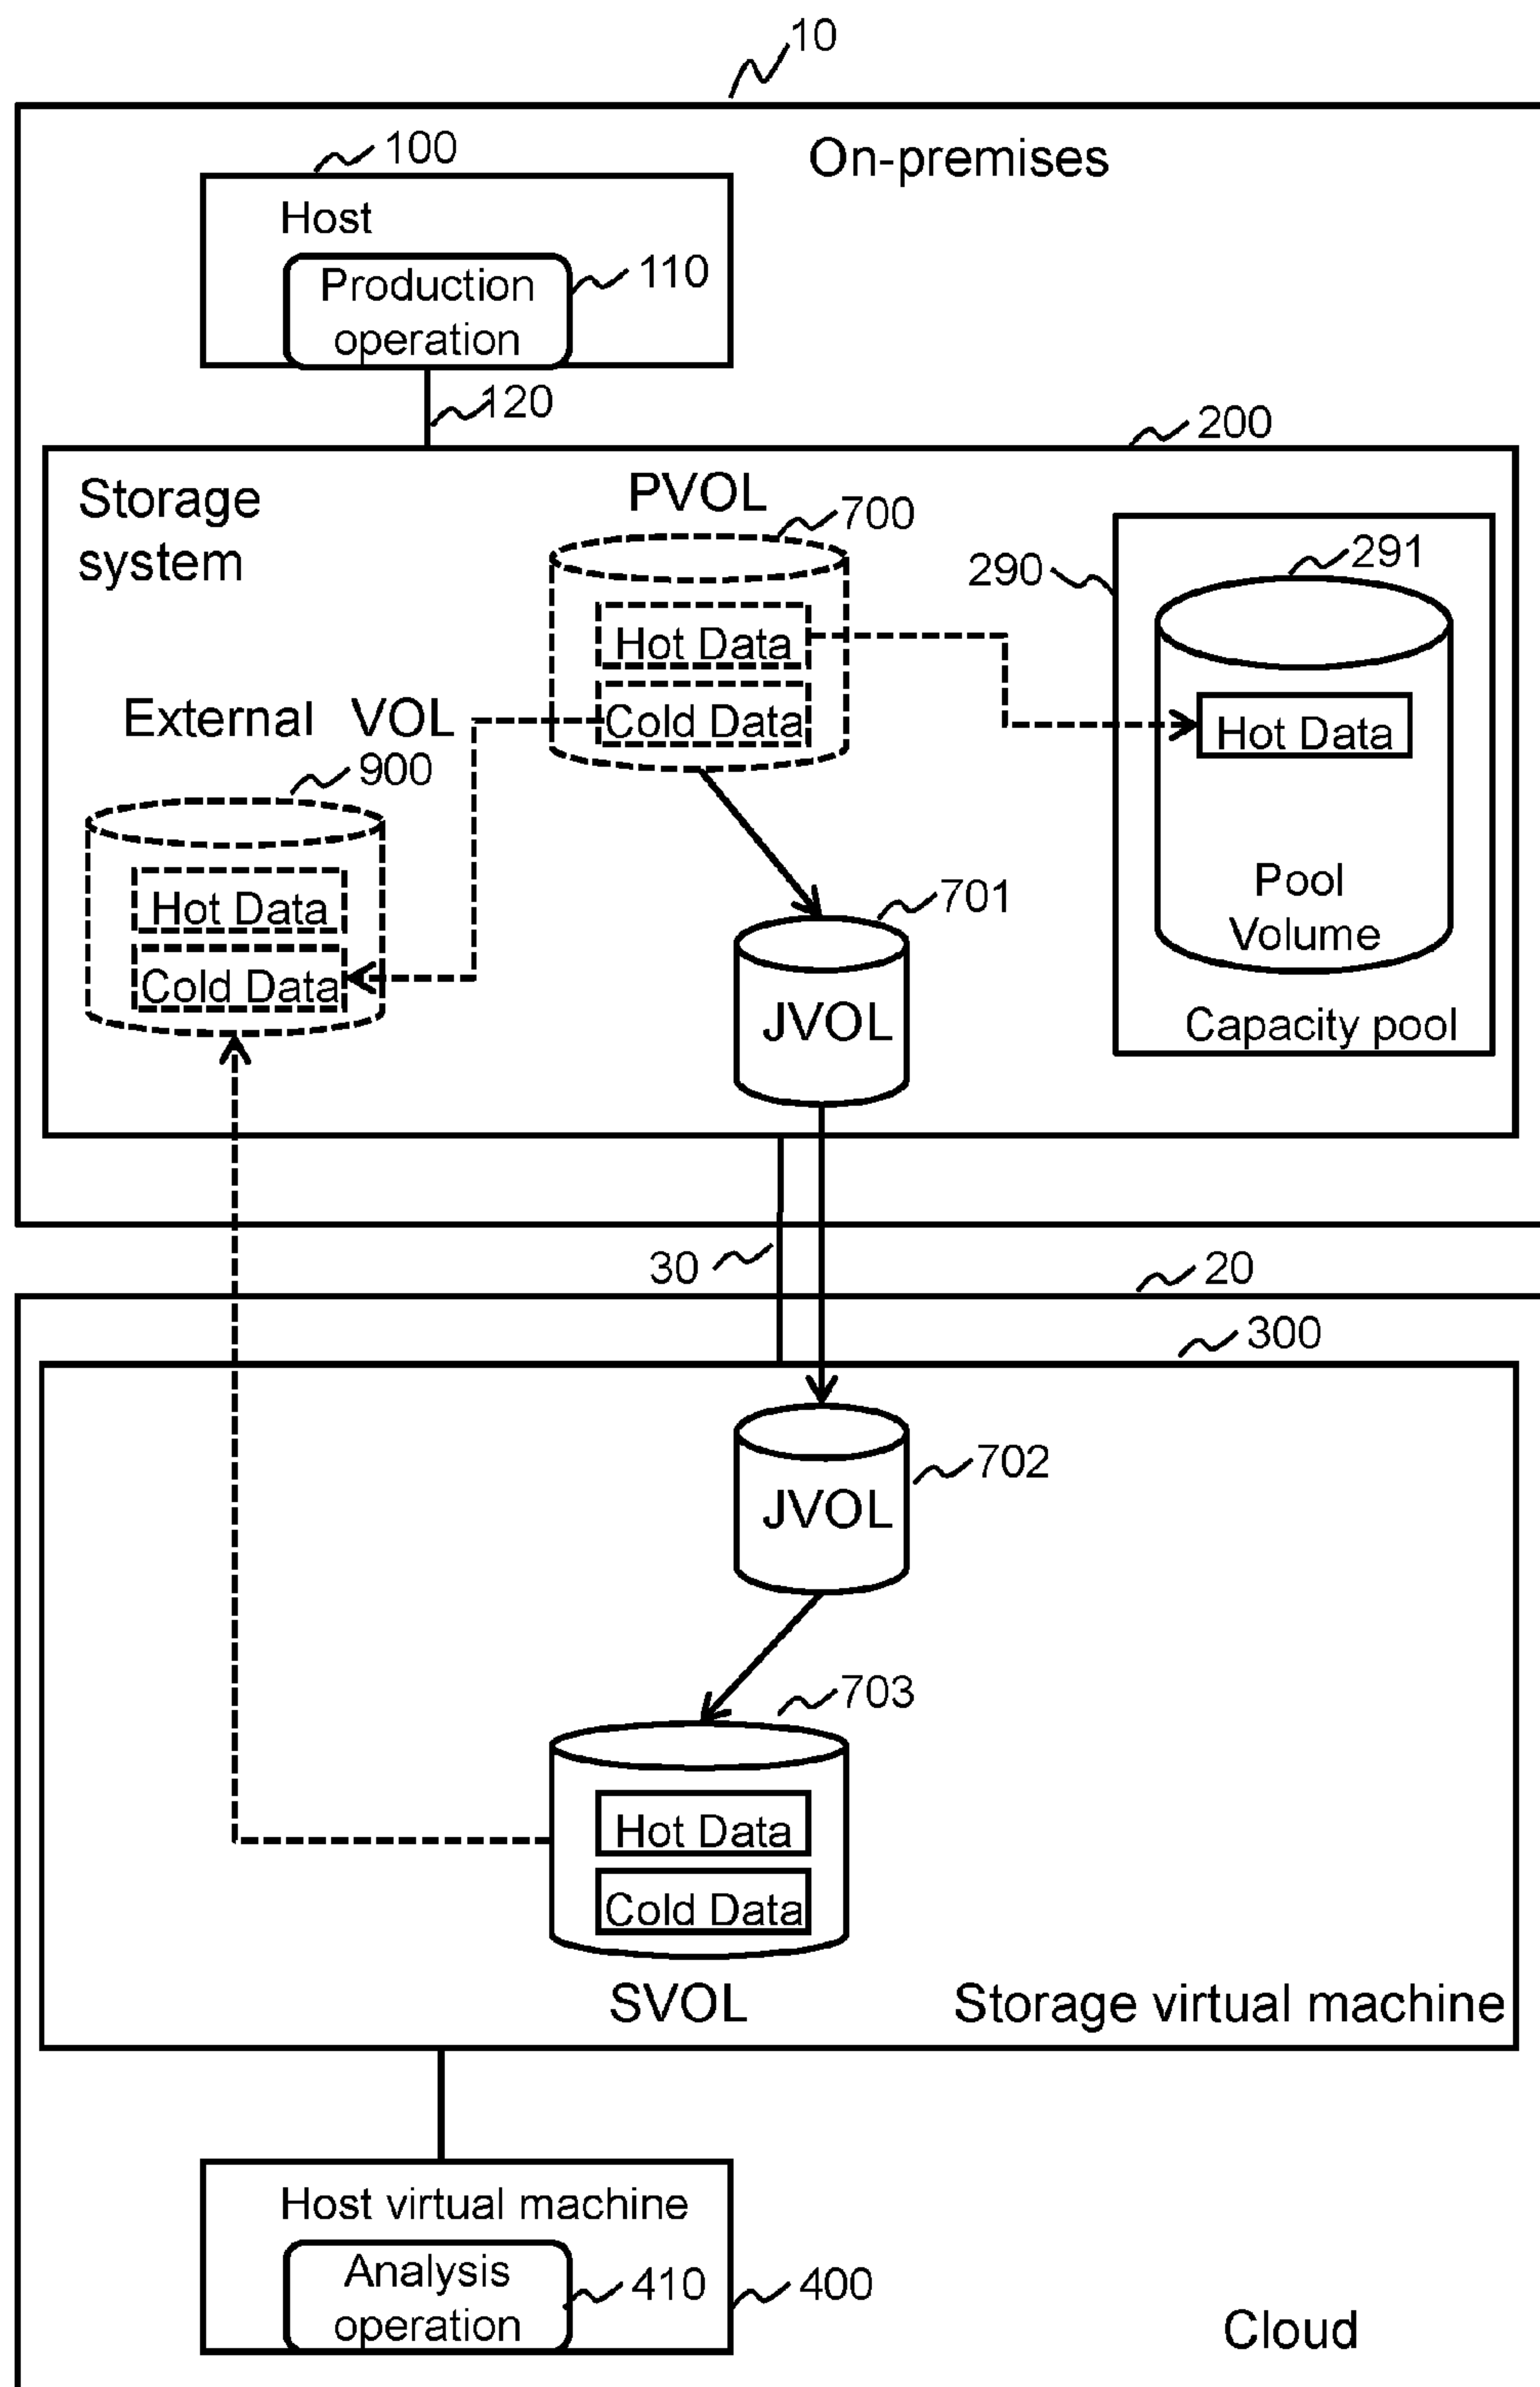 10
On-premises
100
Host
Production
operation
110
120
200
Storage
system
PVOL
700
290
291
Hot Data
Cold Data
Hot Data
External VOL
900
Hot Data
Cold Data
701
JVOL
Pool
Volume
Capacity pool
30
20
300
702
JVOL
703
Hot Data
Cold Data
SVOL
Storage virtual machine
Host virtual machine
Analysis
operation
410
400
Cloud